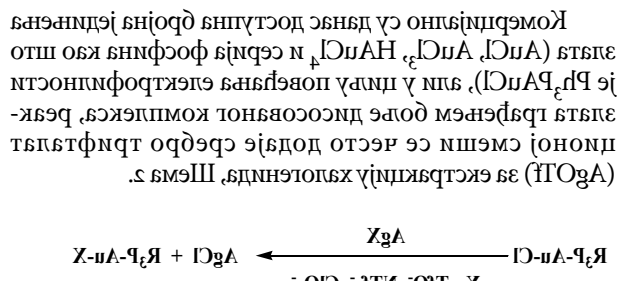 Комерцијално су данас доступна бројна једињења
злата (AuCl, AuCl₃, HAuCl₄ и серија фосфина као што
је Ph₃PAuCl), али у циљу повећања електрофилности
злата грађењем боље дисосованог комплекса, реак-
ционој смеши се често додаје сребро трифталат
(AgOTf) за екстракцију халогенида, Шема 2.
AgX
R₃P-Au-Cl → AgCl + R₃P-Au-X